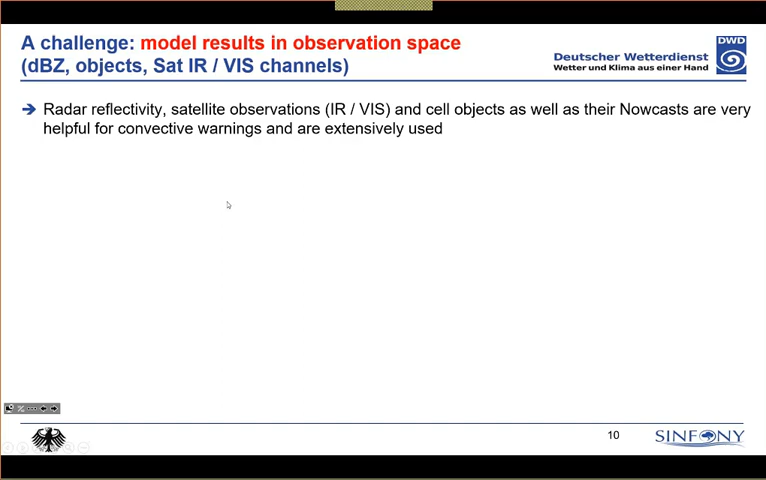 A challenge: model results in observation space
(dBZ, objects, Sat IR / VIS channels)
Deutscher Wetterdienst
Wetter und Klima aus einer Hand
DWD
Radar reflectivity, satellite observations (IR / VIS) and cell objects as well as their Nowcasts are very
helpful for convective warnings and are extensively used
10
SINFONY